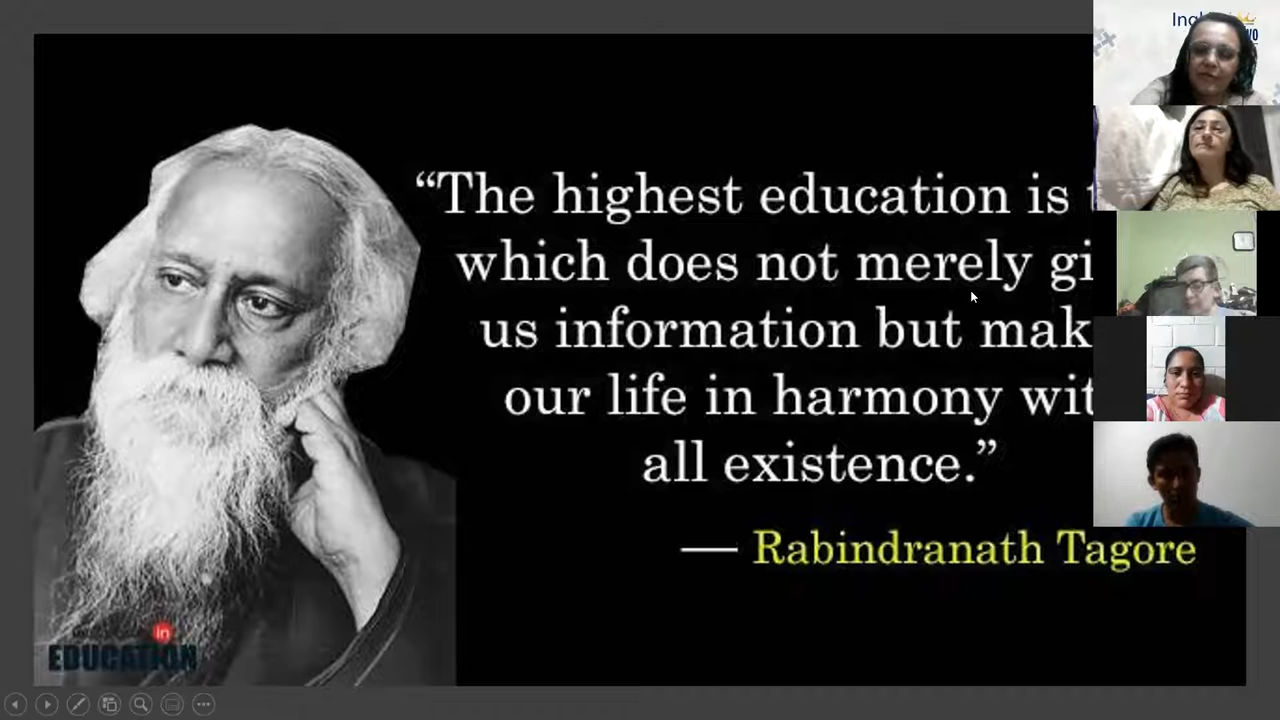 “The highest education is t
which does not merely gi
us information but mak
our life in harmony wit
all existence.”
— Rabindranath Tagore
in
EDUCATION